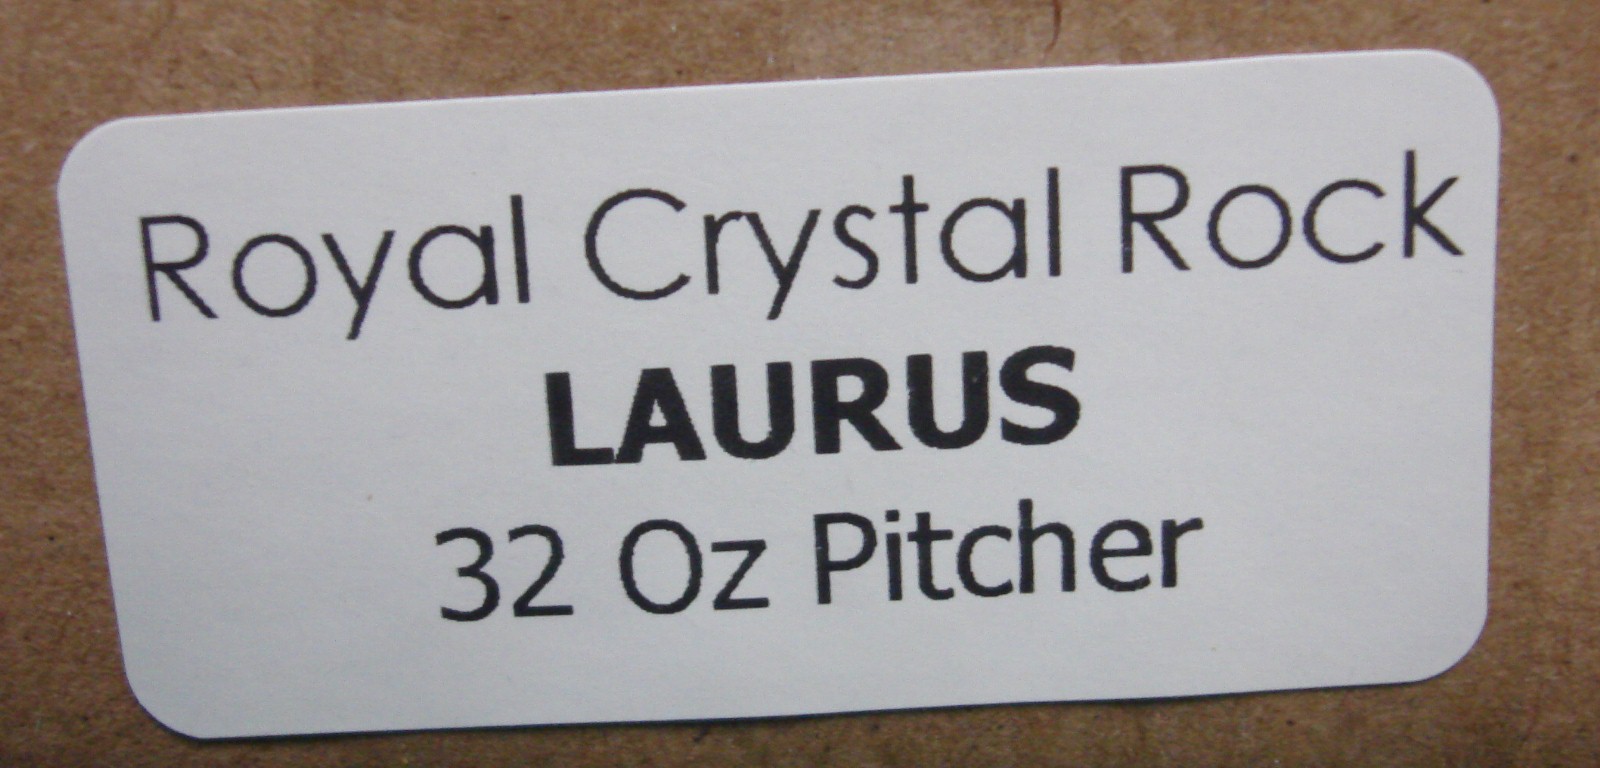 Royal Crystal Rock
LAURUS
32 Oz Pitcher